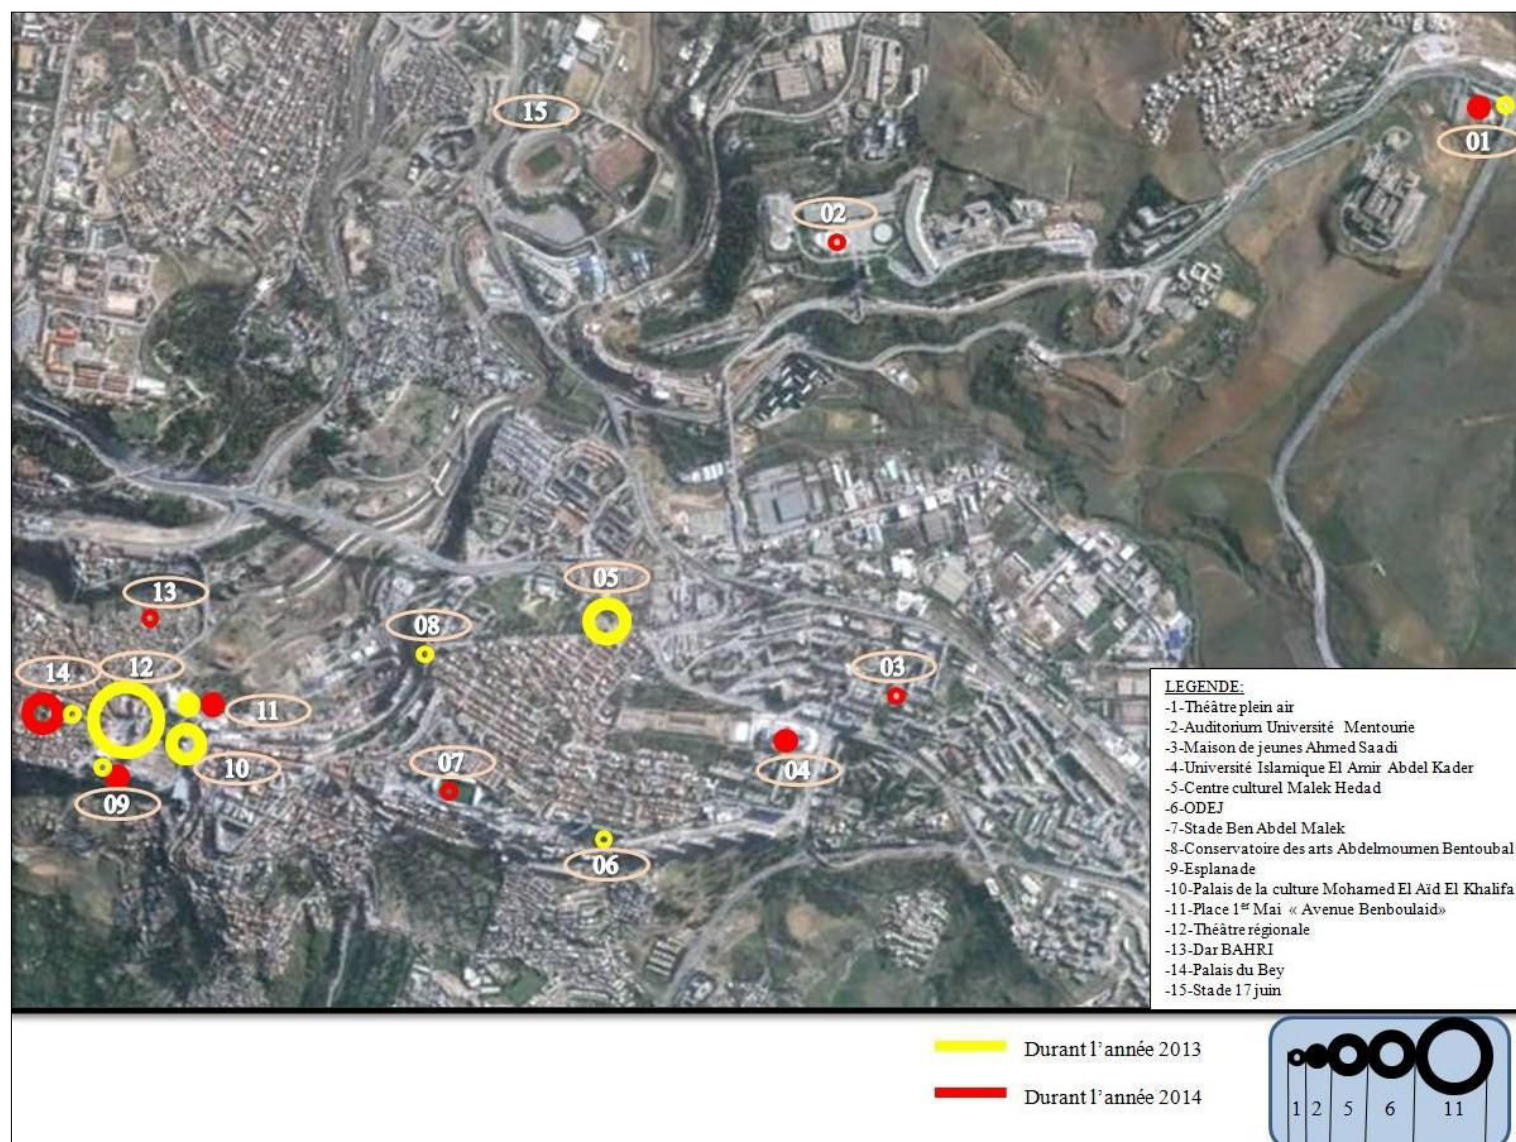 15
01
02
13
05
08
14
12
03
11
10
07
04
09
06
LEGENDE:
-1-Théâtre plein air
-2-Auditorium Université Mentourie
-3-Maison de jeunes Ahmed Saadi
-4-Université Islamique El Amir Abdel Kader
-5-Centre culturel Malek Hedad
-6-ODEJ
-7-Stade Ben Abdel Malek
-8-Conservatoire des arts Abdelmoumen Bentoubal
-9-Esplanade
-10-Palais de la culture Mohamed El Aïd El Khalifa
-11-Place 1er Mai « Avenue Benboulaid»
-12-Théâtre régionale
-13-Dar BAHRI
-14-Palais du Bey
-15-Stade 17 juin
Durant l'année 2013
Durant l'année 2014
1 2 5 6 11